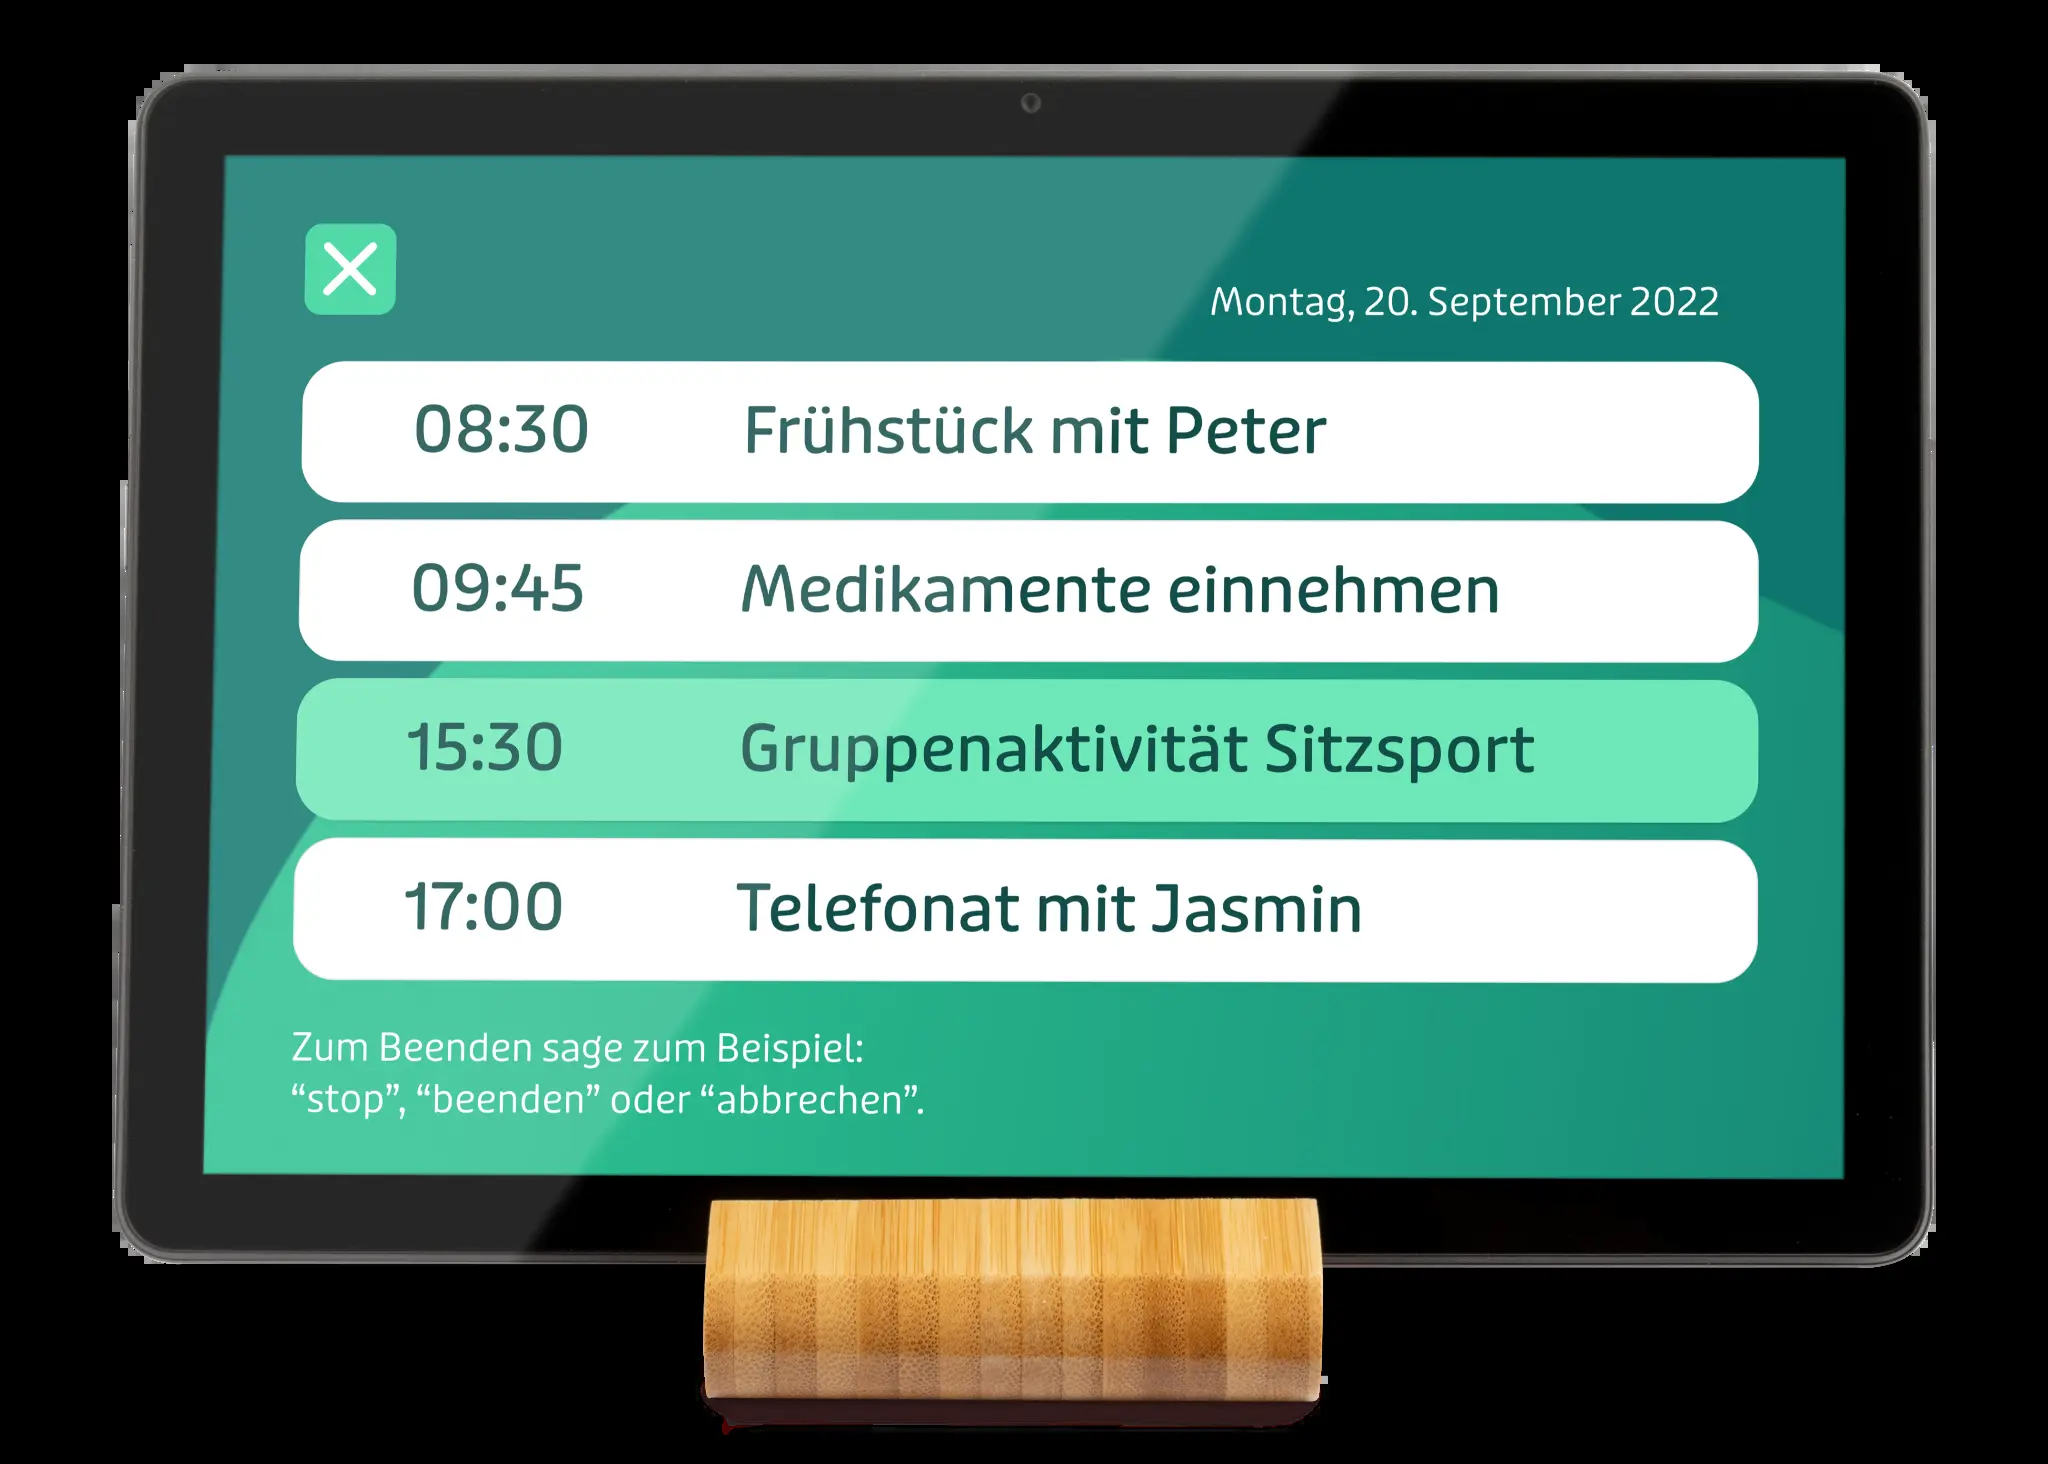 Montag, 20. September 2022
08:30 Frühstück mit Peter
09:45 Medikamente einnehmen
15:30 Gruppenaktivität Sitzsport
17:00 Telefonat mit Jasmin
Zum Beenden sage zum Beispiel:
“stop”, “beenden” oder “abbrechen”.